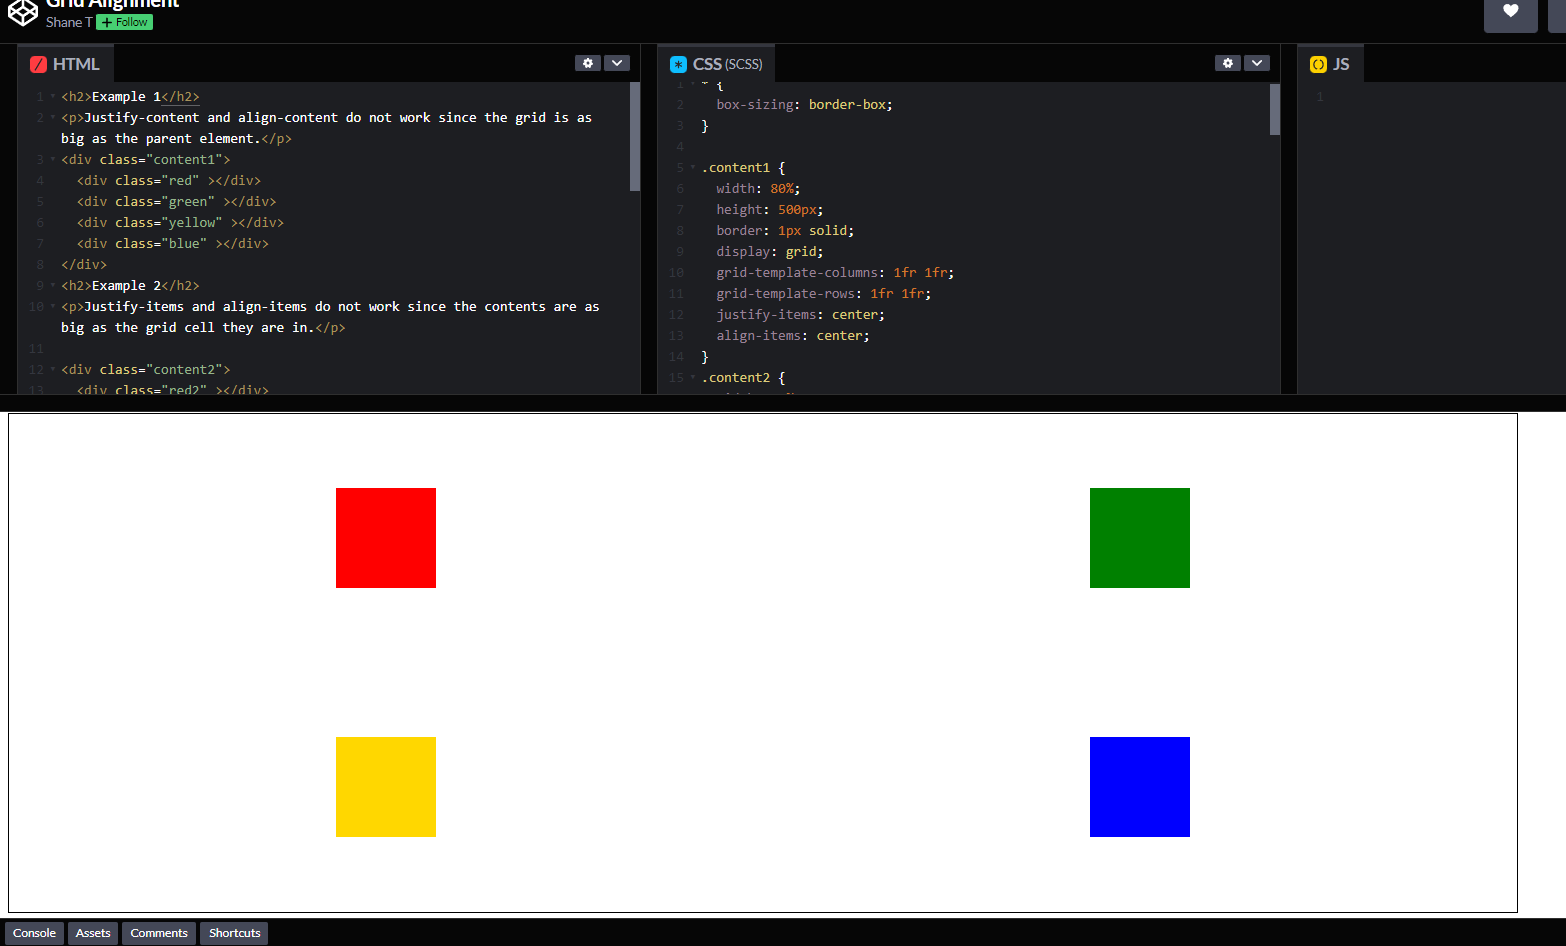 Grid Alignment
Shane T + Follow
HTML
1 <h2>Example 1</h2>
2 <p>Justify-content and align-content do not work since the grid is as
big as the parent element.</p>
3 <div class="content1">
4 <div class="red" ></div>
5 <div class="green" ></div>
6 <div class="yellow" ></div>
7 <div class="blue" ></div>
8 </div>
9 <h2>Example 2</h2>
10 <p>Justify-items and align-items do not work since the contents are as
big as the grid cell they are in.</p>
11
12 <div class="content2">
13 <div class="red2" ></div>
CSS (SCSS)
1 * {
2 box-sizing: border-box;
3 }
4
5 .content1 {
6 width: 80%;
7 height: 500px;
8 border: 1px solid;
9 display: grid;
10 grid-template-columns: 1fr 1fr;
11 grid-template-rows: 1fr 1fr;
12 justify-items: center;
13 align-items: center;
14 }
15 .content2 {
JS
1
Console Assets Comments Shortcuts